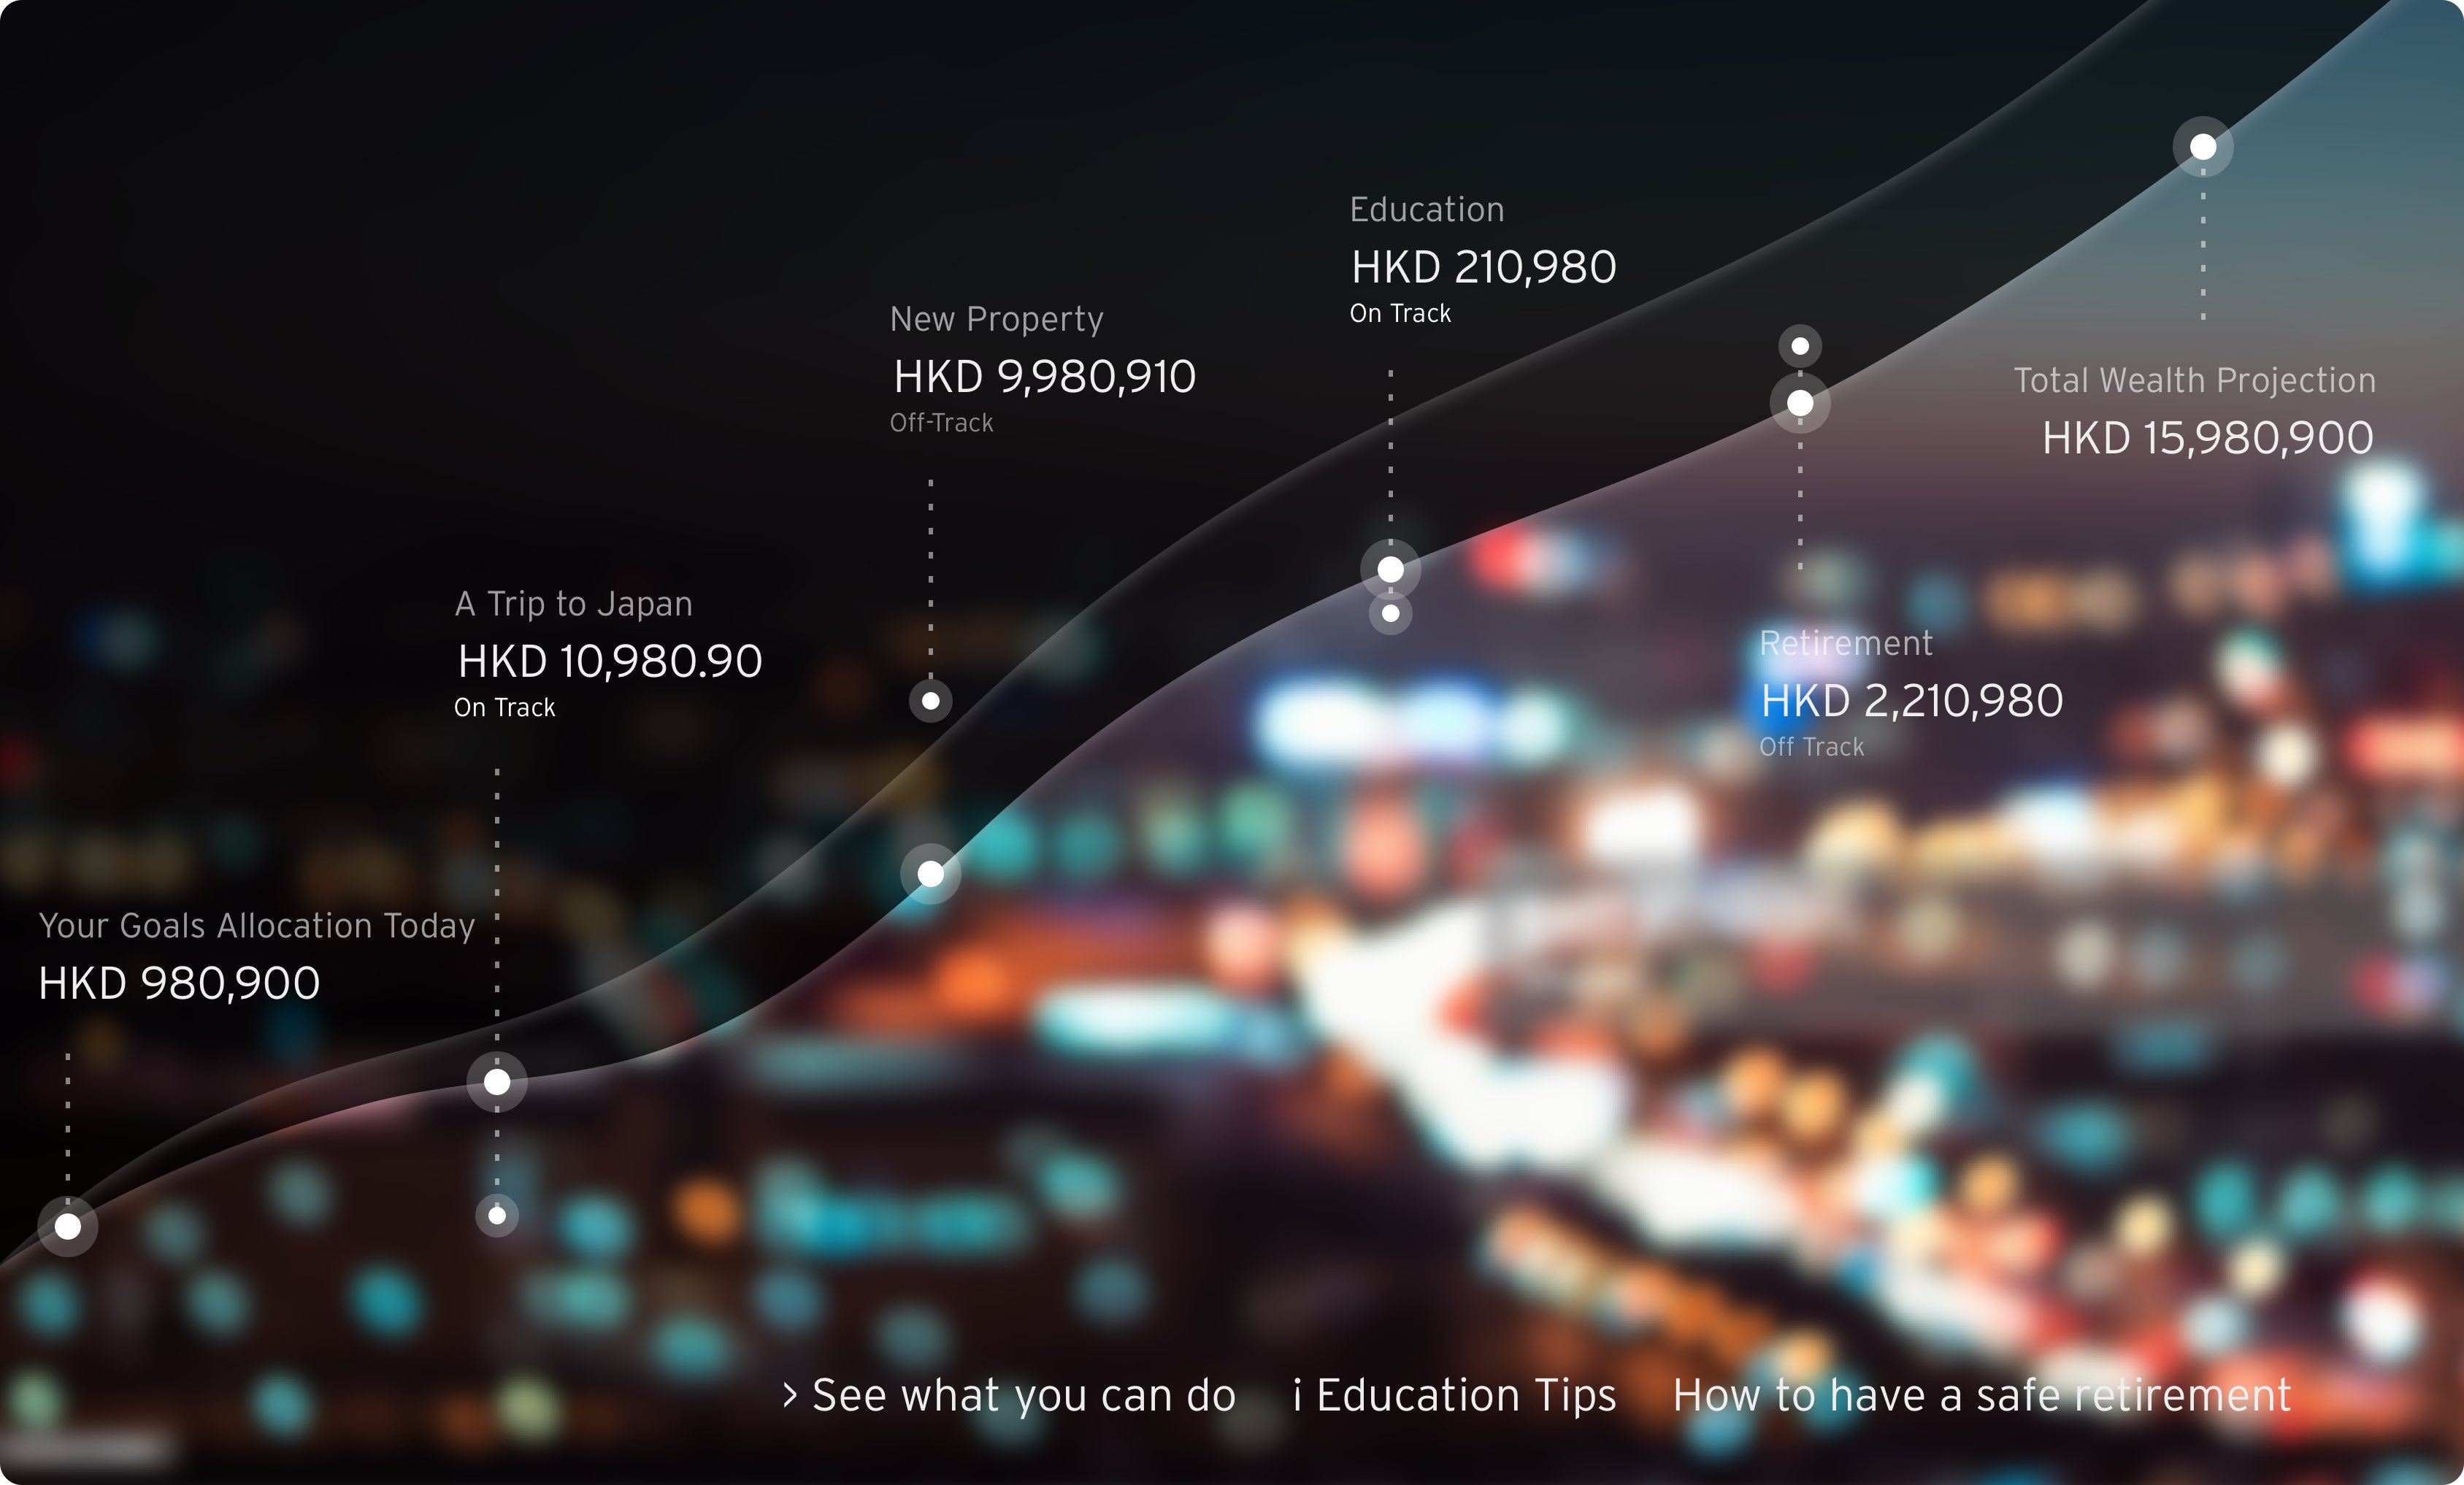 Education
HKD 210,980
On Track
New Property
HKD 9,980,910
Off-Track
Total Wealth Projection
HKD 15,980,900
A Trip to Japan
HKD 10,980.90
On Track
Retirement
HKD 2,210,980
Off Track
Your Goals Allocation Today
HKD 980,900
> See what you can do
i Education Tips
How to have a safe retirement